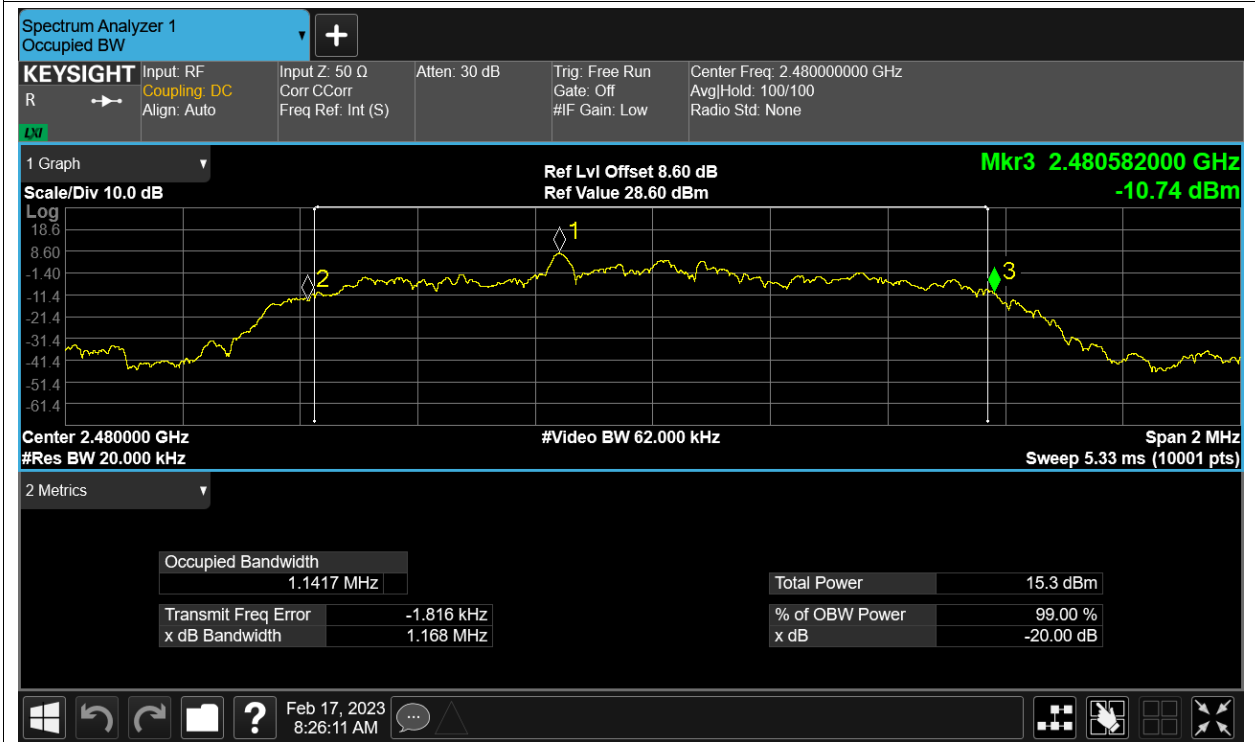 Spectrum Analyzer 1
Occupied BW
▼
+
KEYSIGHT
R
LXI
Input: RF
Coupling: DC
Align: Auto
Input Z: 50 Ω
Corr CCorr
Freq Ref: Int (S)
Atten: 30 dB
Trig: Free Run
Gate: Off
#IF Gain: Low
Center Freq: 2.480000000 GHz
Avg|Hold: 100/100
Radio Std: None
1 Graph ▼
Scale/Div 10.0 dB
Ref Lvl Offset 8.60 dB
Ref Value 28.60 dBm
Mkr3 2.480582000 GHz
-10.74 dBm
Log
18.6
8.60
-1.40
-11.4
-21.4
-31.4
-41.4
-51.4
-61.4
1
2
3
Center 2.480000 GHz
#Res BW 20.000 kHz
#Video BW 62.000 kHz
Span 2 MHz
Sweep 5.33 ms (10001 pts)
2 Metrics ▼
Occupied Bandwidth
1.1417 MHz
Transmit Freq Error -1.816 kHz
x dB Bandwidth 1.168 MHz
Total Power 15.3 dBm
% of OBW Power 99.00 %
x dB -20.00 dB
?
Feb 17, 2023
8:26:11 AM